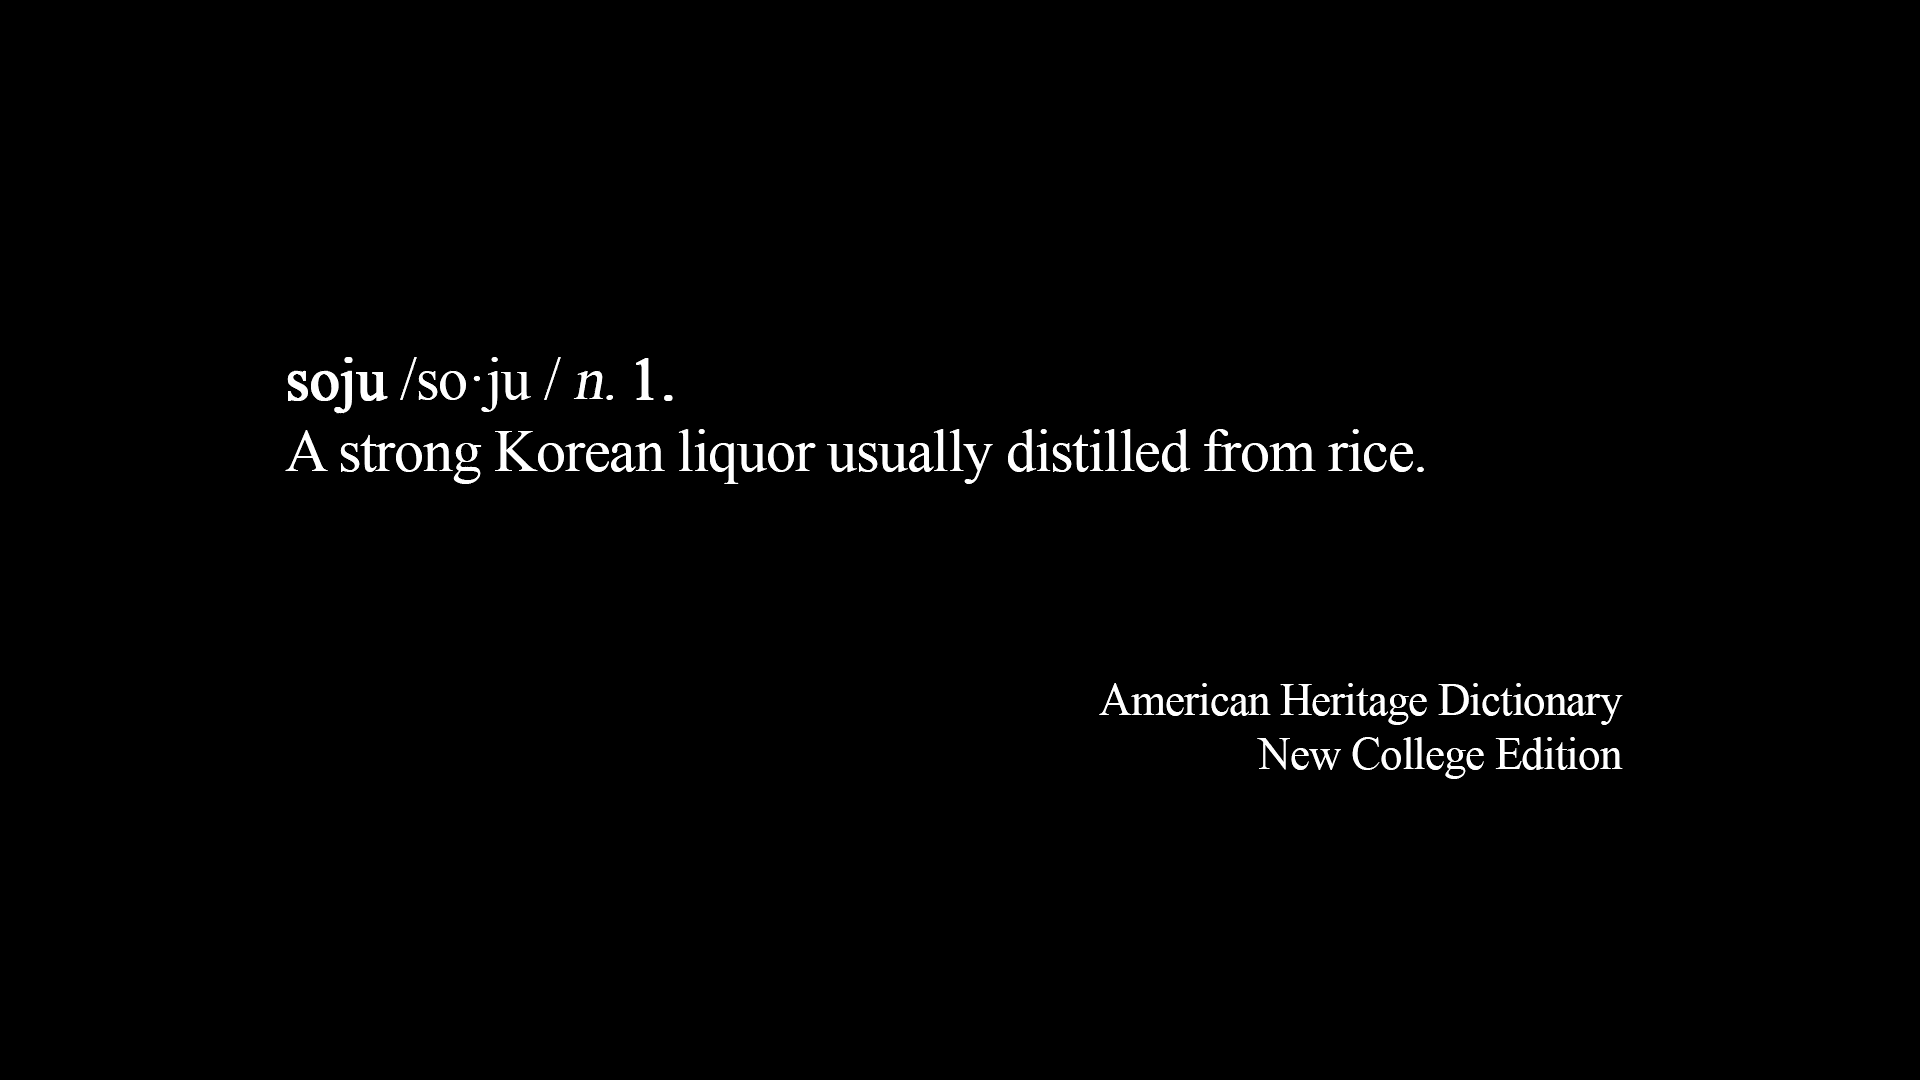 soju /so·ju / n. 1.
A strong Korean liquor usually distilled from rice.
American Heritage Dictionary
New College Edition